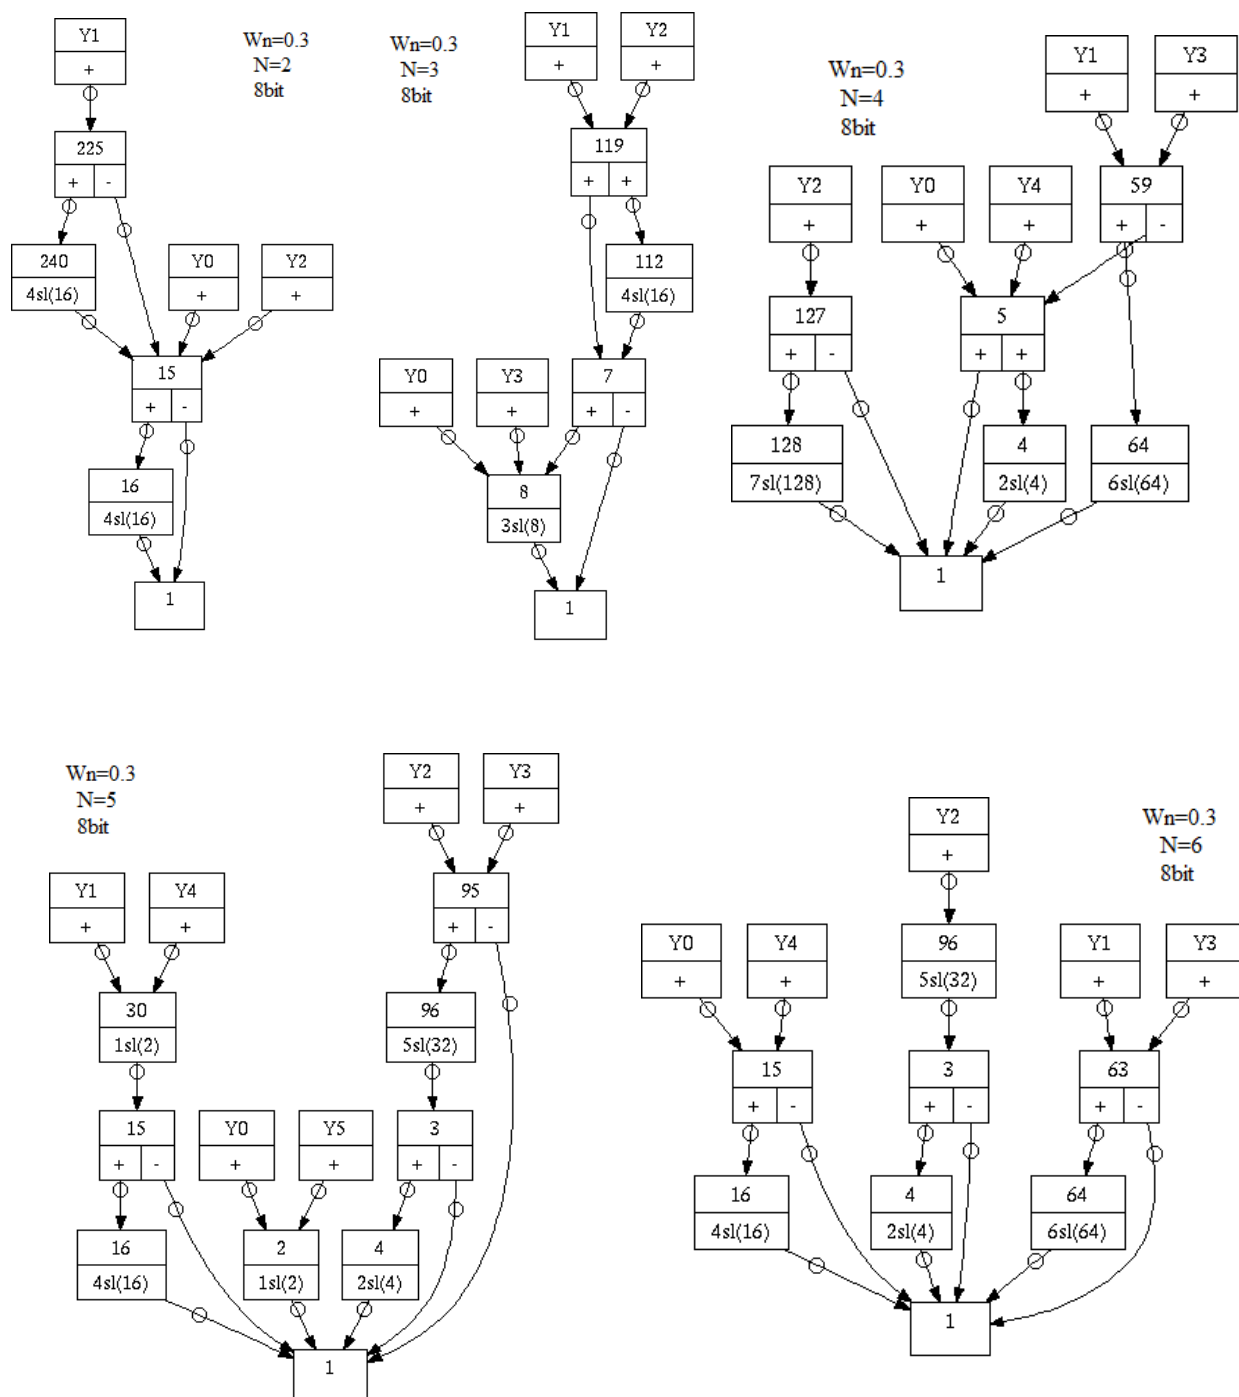 Y1
+
Wn=0.3
N=2
8bit
225
+ -
240
4sl(16)
Y0
+
Y2
+
15
+ -
16
4sl(16)
1
Wn=0.3
N=3
8bit
Y1
+
Y2
+
119
+ +
112
4sl(16)
Y0
+
Y3
+
7
+ -
8
3sl(8)
1
Wn=0.3
N=4
8bit
Y1
+
Y3
+
Y2
+
Y0
+
Y4
+
59
+ -
127
+ -
5
+ +
128
7sl(128)
4
2sl(4)
64
6sl(64)
1
Wn=0.3
N=5
8bit
Y2
+
Y3
+
Y1
+
Y4
+
95
+ -
30
1sl(2)
96
5sl(32)
15
+ -
Y0
+
Y5
+
3
+ -
16
4sl(16)
2
1sl(2)
4
2sl(4)
1
Wn=0.3
N=6
8bit
Y2
+
Y0
+
Y4
+
96
5sl(32)
Y1
+
Y3
+
15
+ -
3
+ -
63
+ -
16
4sl(16)
4
2sl(4)
64
6sl(64)
1